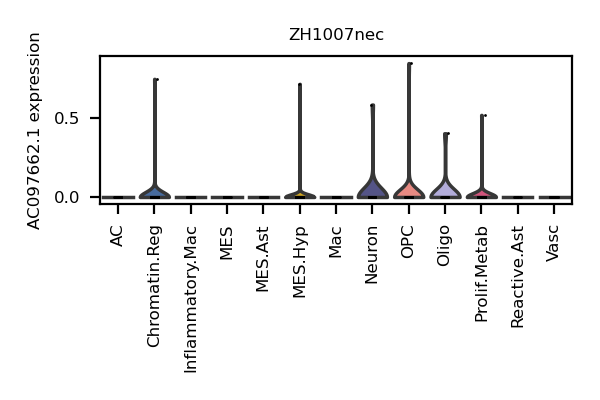 ZH1007nec
AC097662.1 expression
0.5
0.0
AC
Chromatin.Reg
Inflammatory.Mac
MES
MES.Ast
MES.Hyp
Mac
Neuron
OPC
Oligo
Prolif.Metab
Reactive.Ast
Vasc